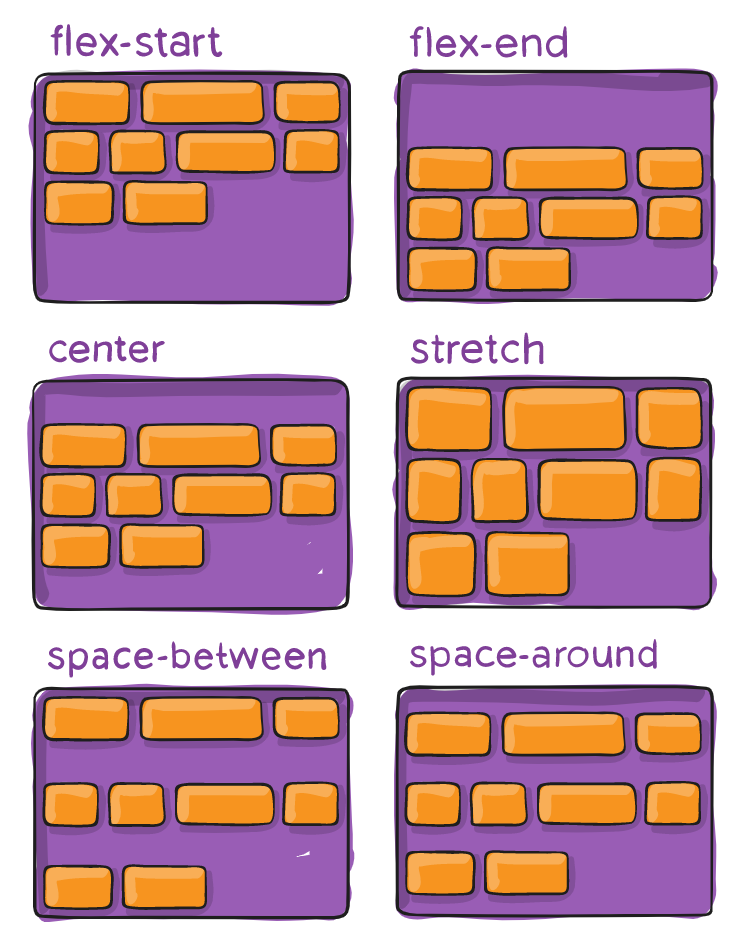 flex-start
flex-end
center
stretch
space-between
space-around